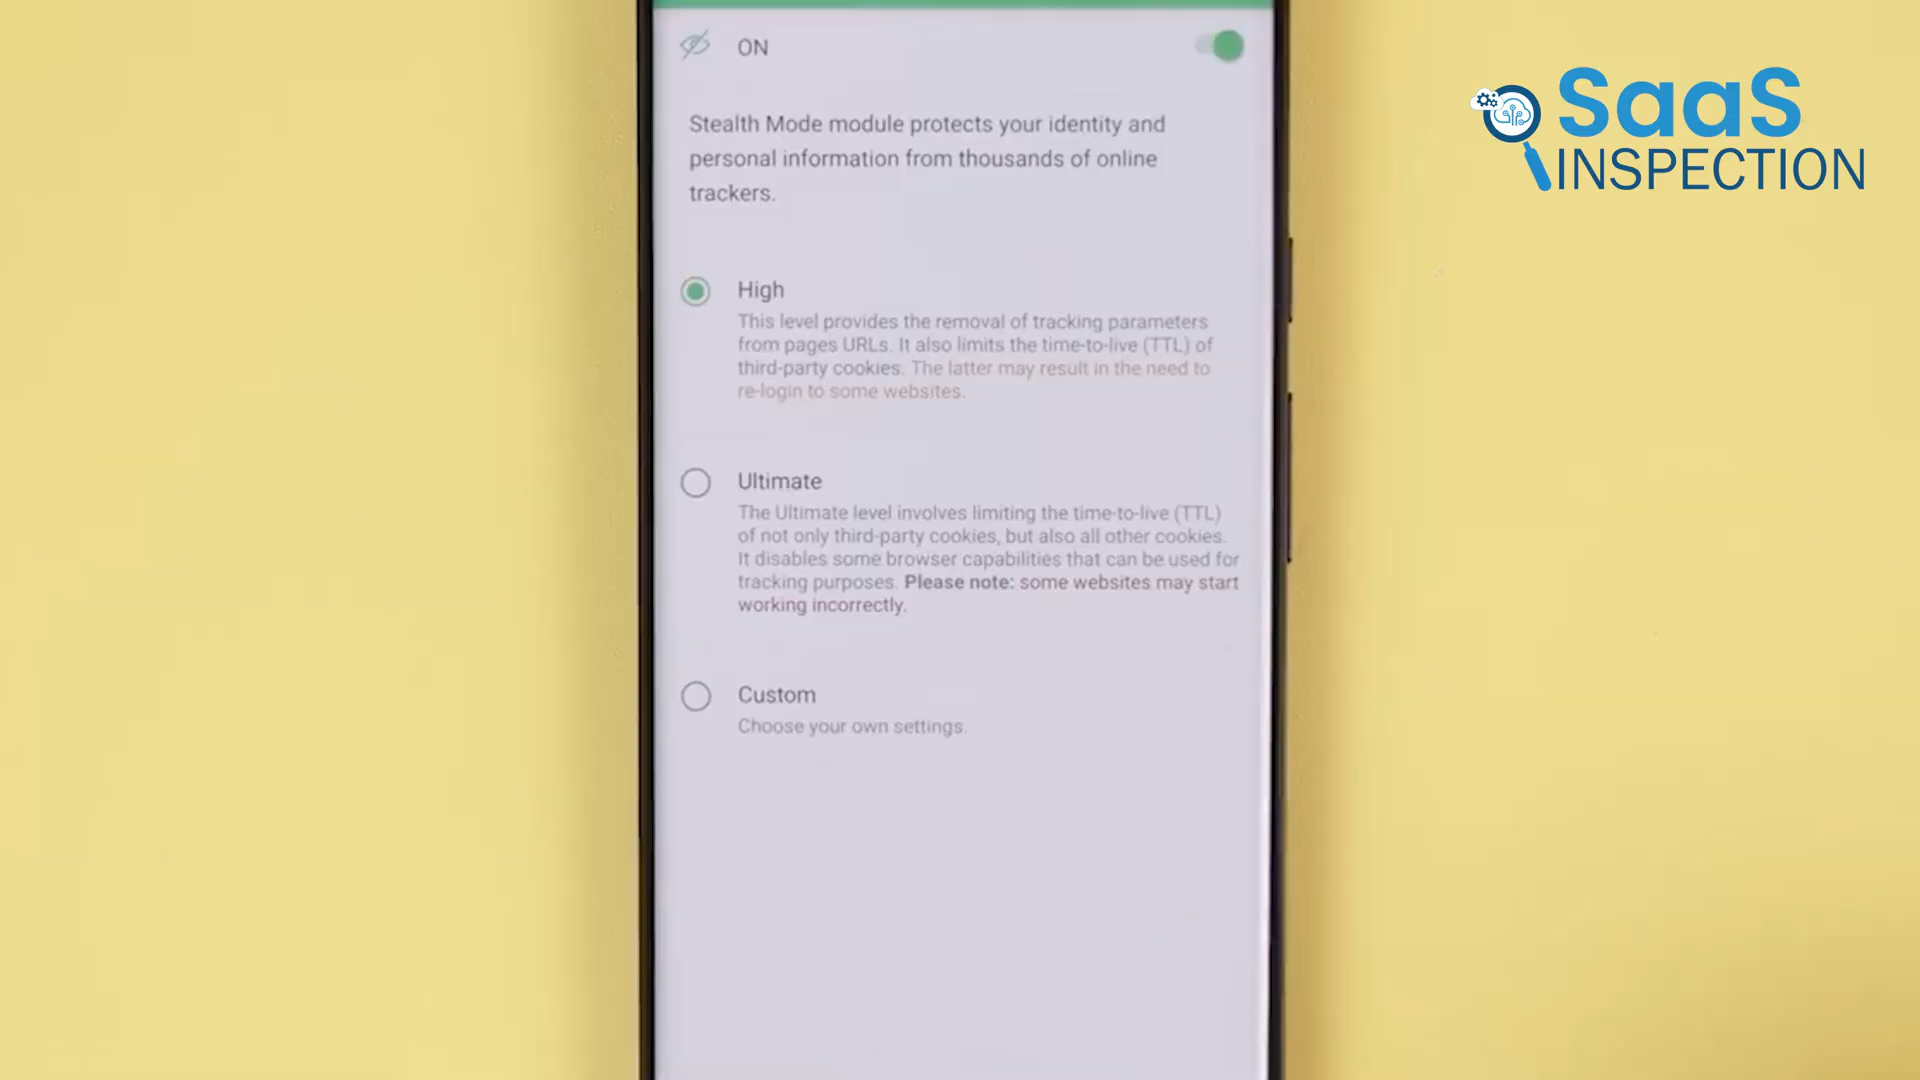 ON
Stealth Mode module protects your identity and
personal information from thousands of online
trackers.
High
This level provides the removal of tracking parameters
from pages URLs. It also limits the time-to-live (TTL) of
third-party cookies. The latter may result in the need to
re-login to some websites.
Ultimate
The Ultimate level involves limiting the time-to-live (TTL)
of not only third-party cookies, but also all other cookies.
It disables some browser capabilities that can be used for
tracking purposes. Please note: some websites may start
working incorrectly.
Custom
Choose your own settings.
SaaS
INSPECTION